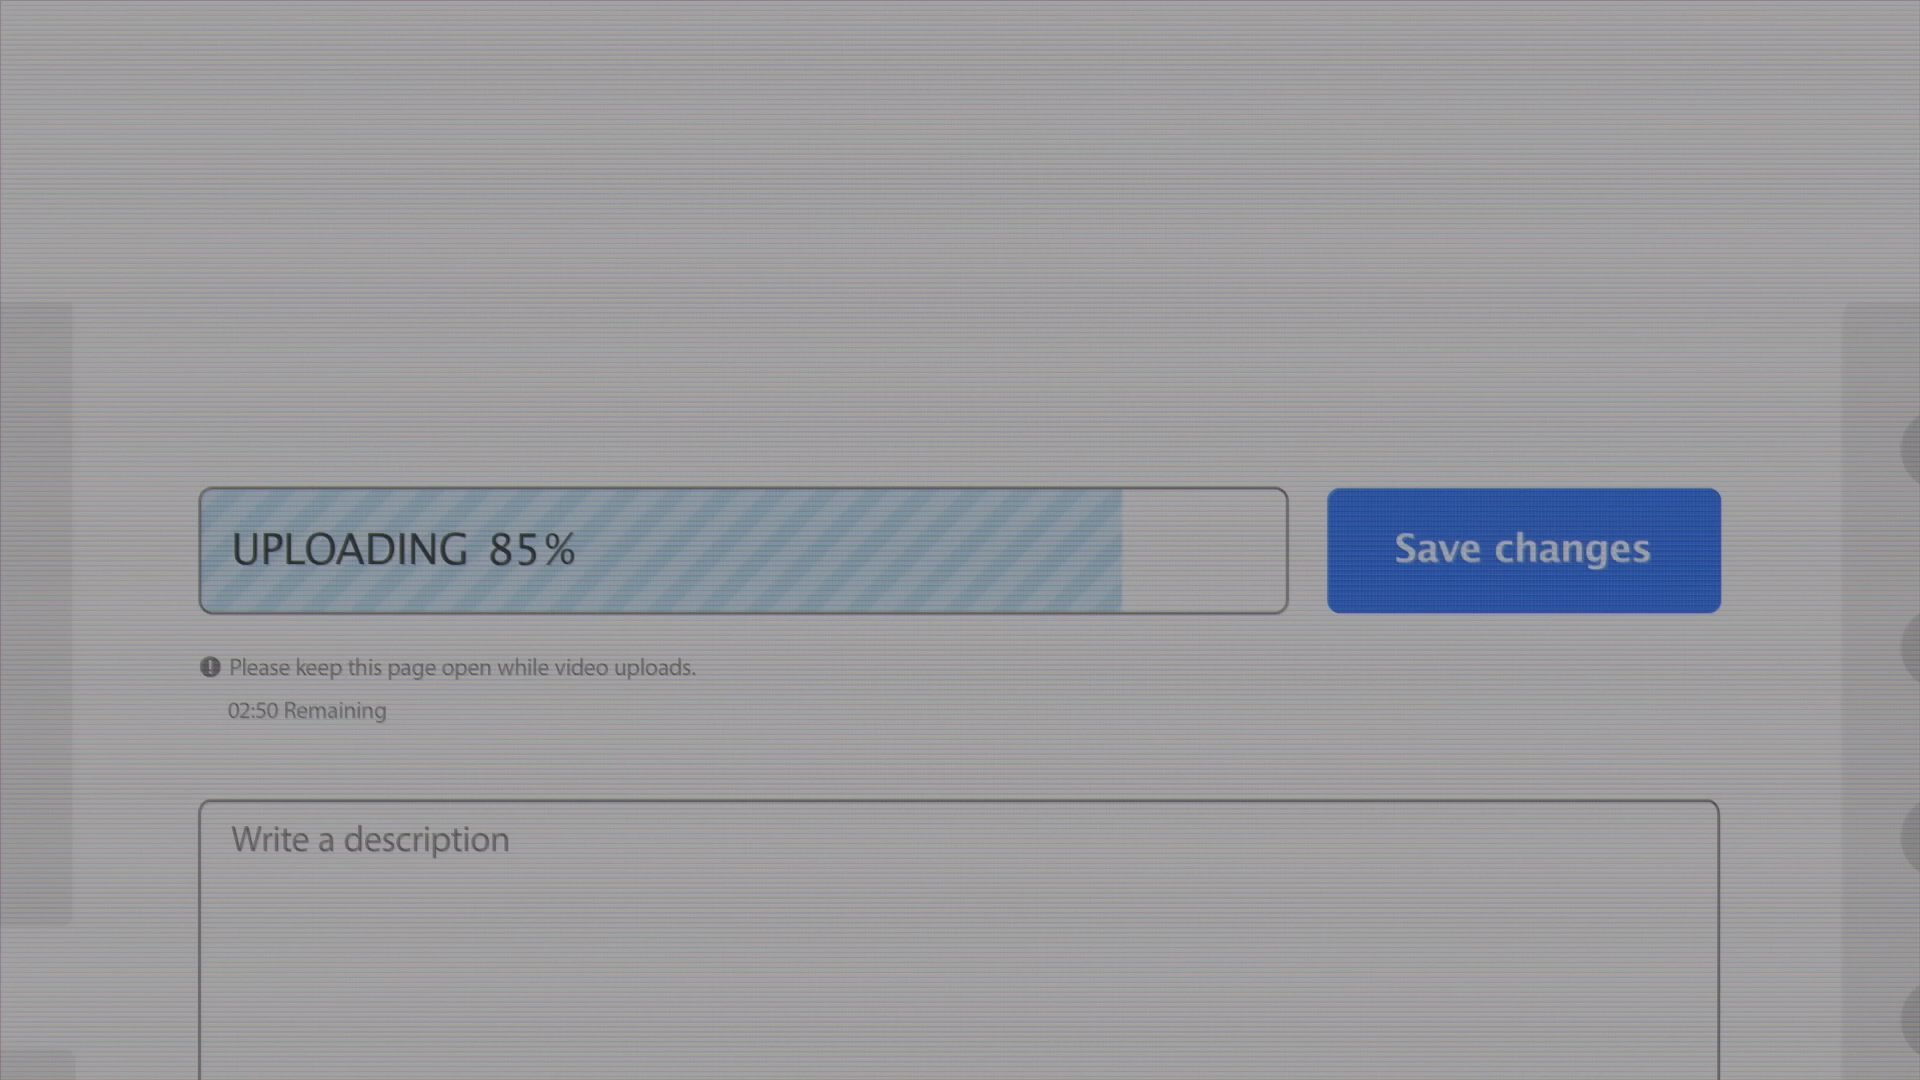 UPLOADING 85%
Save changes
Please keep this page open while video uploads.
02:50 Remaining
Write a description